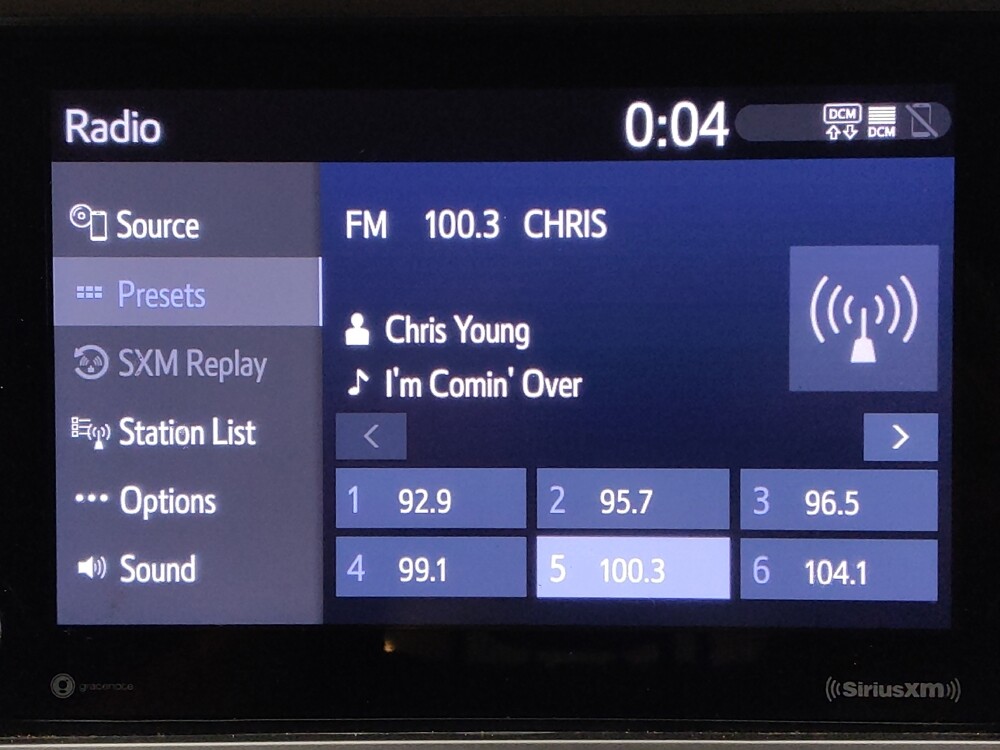 Radio
0:04
DCM
DCM
Source
Presets
SXM Replay
Station List
Options
Sound
FM 100.3 CHRIS
Chris Young
I'm Comin' Over
<
>
1 92.9
2 95.7
3 96.5
4 99.1
5 100.3
6 104.1
gracenote
SiriusXM